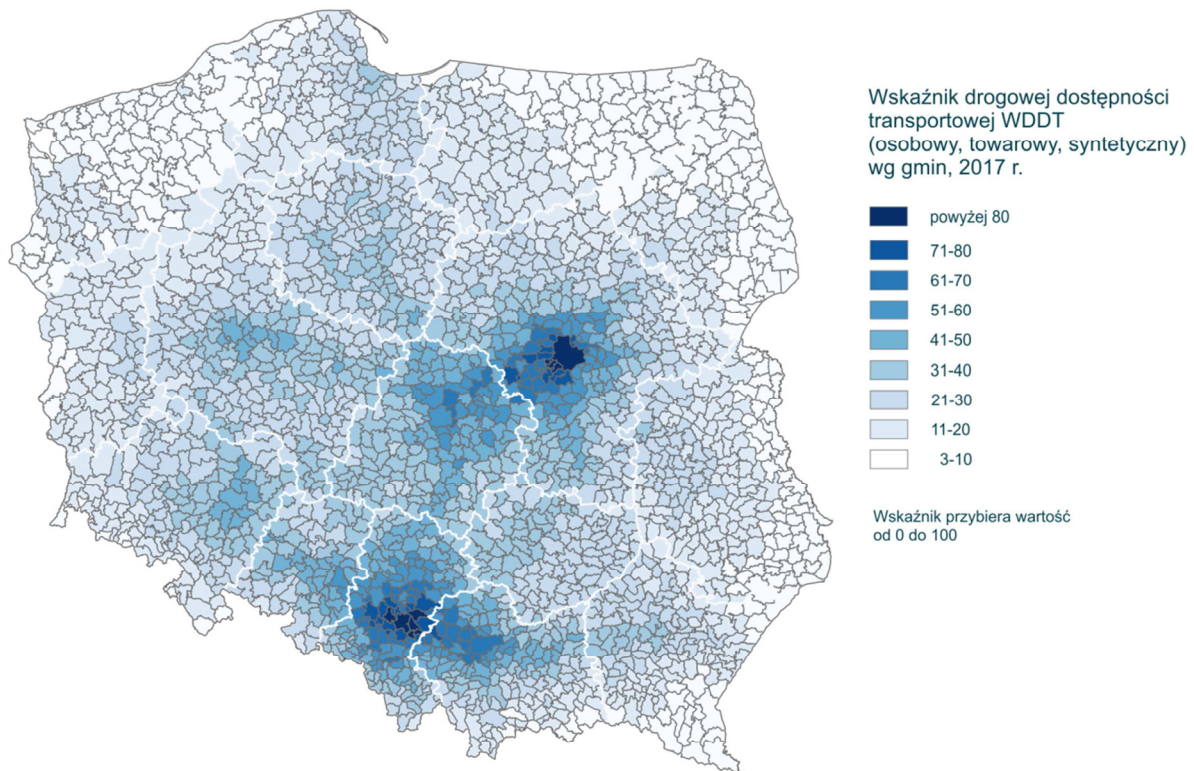 Wskaźnik drogowej dostępności
transportowej WDDT
(osobowy, towarowy, syntetyczny)
wg gmin, 2017 r.
powyżej 80
71-80
61-70
51-60
41-50
31-40
21-30
11-20
3-10
Wskaźnik przybiera wartość
od 0 do 100